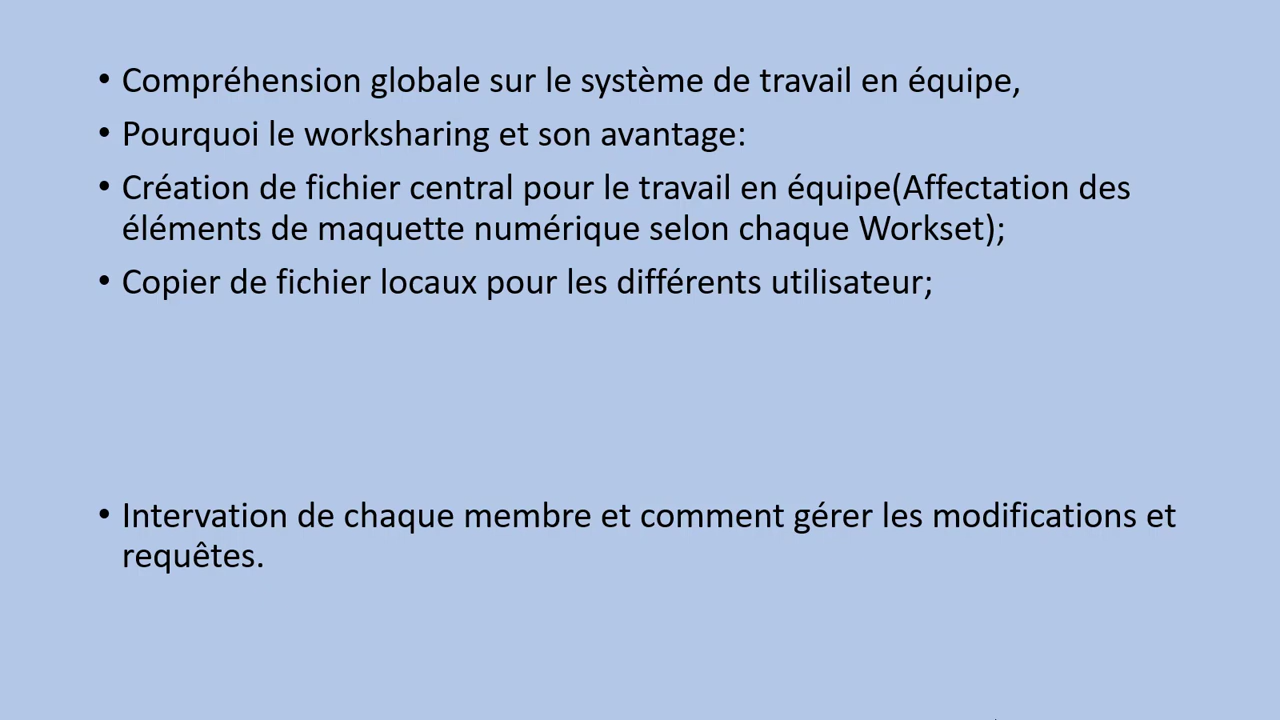 • Compréhension globale sur le système de travail en équipe,
• Pourquoi le worksharing et son avantage:
• Création de fichier central pour le travail en équipe(Affectation des
éléments de maquette numérique selon chaque Workset);
• Copier de fichier locaux pour les différents utilisateur;
• Intervation de chaque membre et comment gérer les modifications et
requêtes.